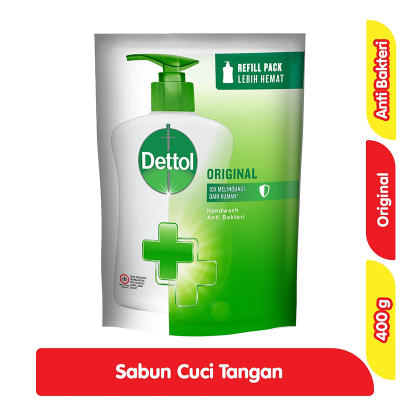 REFILL PACK
LEBIH HEMAT
Dettol
ORIGINAL
10X MELINDUNGI
DARI KUMAN*
Handwash
Anti Bakteri
Anti Bakteri
Original
400 g
Sabun Cuci Tangan